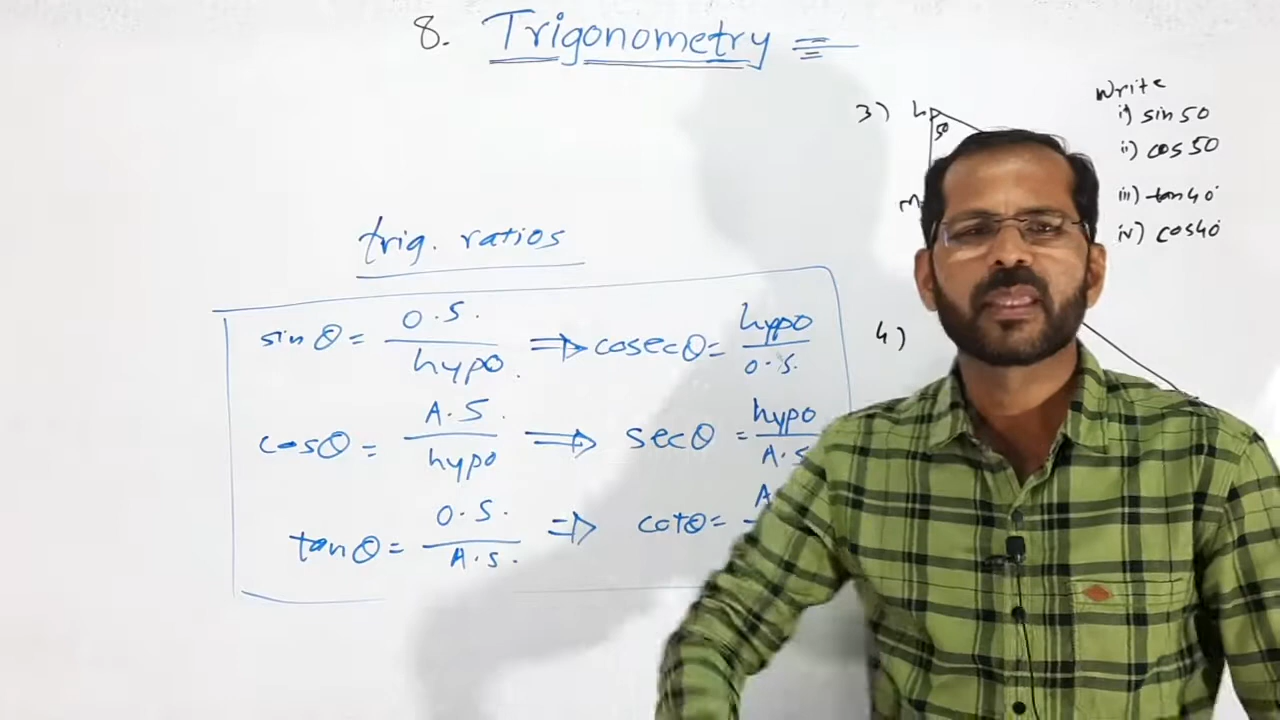 8. Trigonometry
trig. ratios
sin θ = O.S. / hypo. ⇒ cosec θ = hypo / O.S.
cos θ = A.S. / hypo ⇒ sec θ = hypo / A.S
tan θ = O.S. / A.S. ⇒ cot θ = A
3) L 50
M
Write
i) sin 50
ii) cos 50
iii) tan 40°
iv) cos 40°
4)